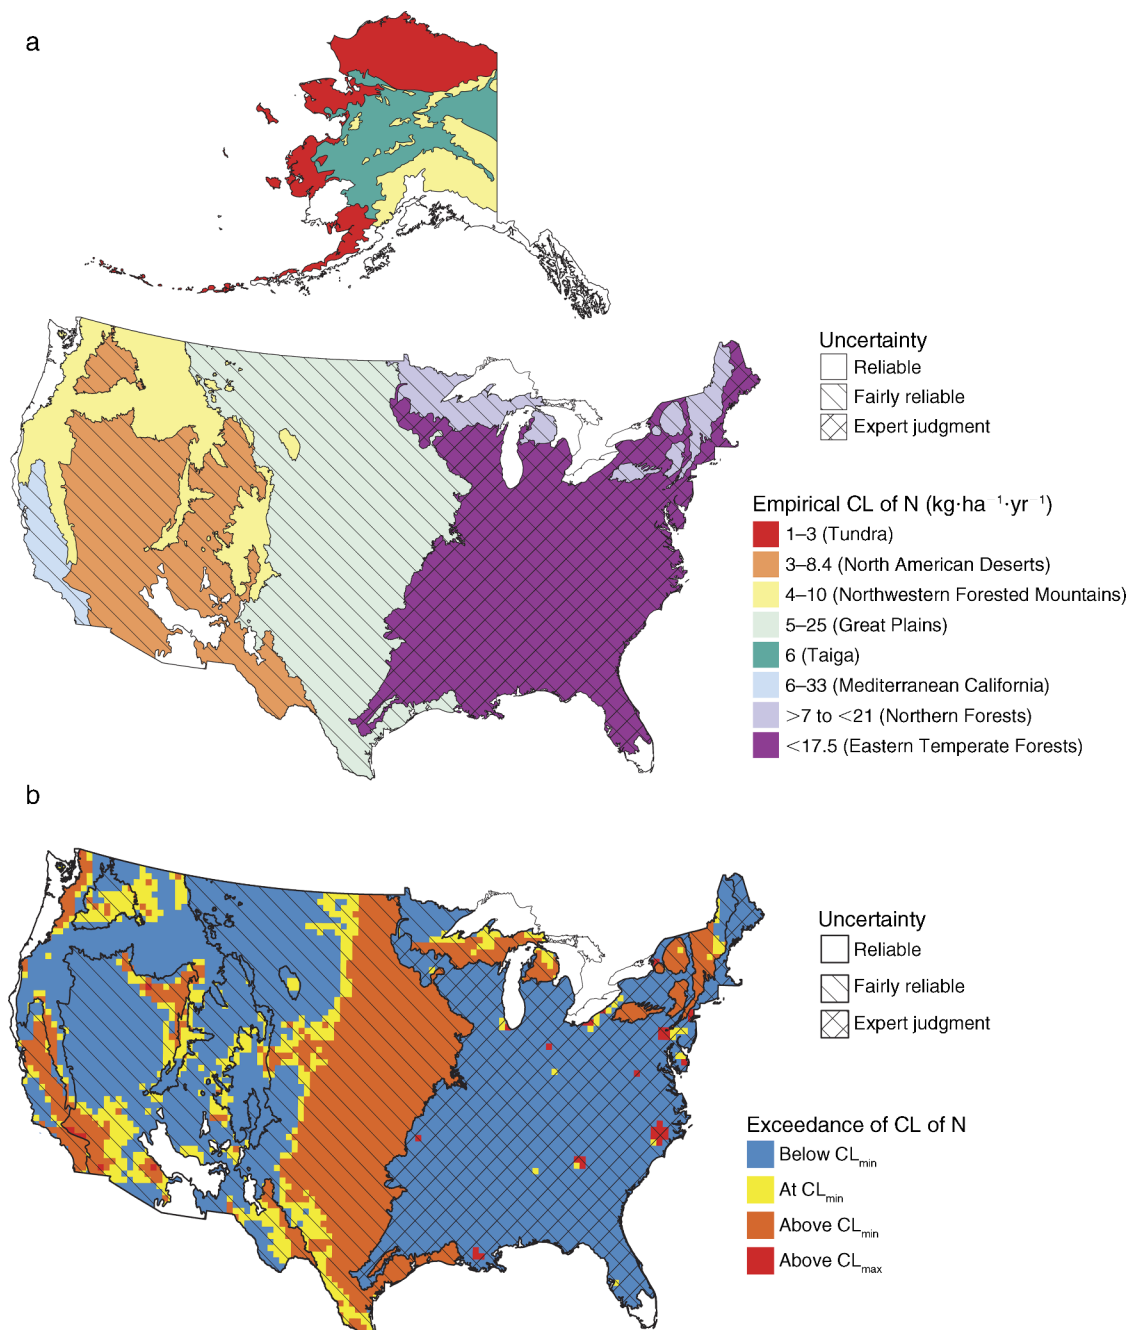 a
Uncertainty
Reliable
Fairly reliable
Expert judgment
Empirical CL of N (kg·ha⁻¹·yr⁻¹)
1–3 (Tundra)
3–8.4 (North American Deserts)
4–10 (Northwestern Forested Mountains)
5–25 (Great Plains)
6 (Taiga)
6–33 (Mediterranean California)
>7 to <21 (Northern Forests)
<17.5 (Eastern Temperate Forests)
b
Uncertainty
Reliable
Fairly reliable
Expert judgment
Exceedance of CL of N
Below CLmin
At CLmin
Above CLmin
Above CLmax